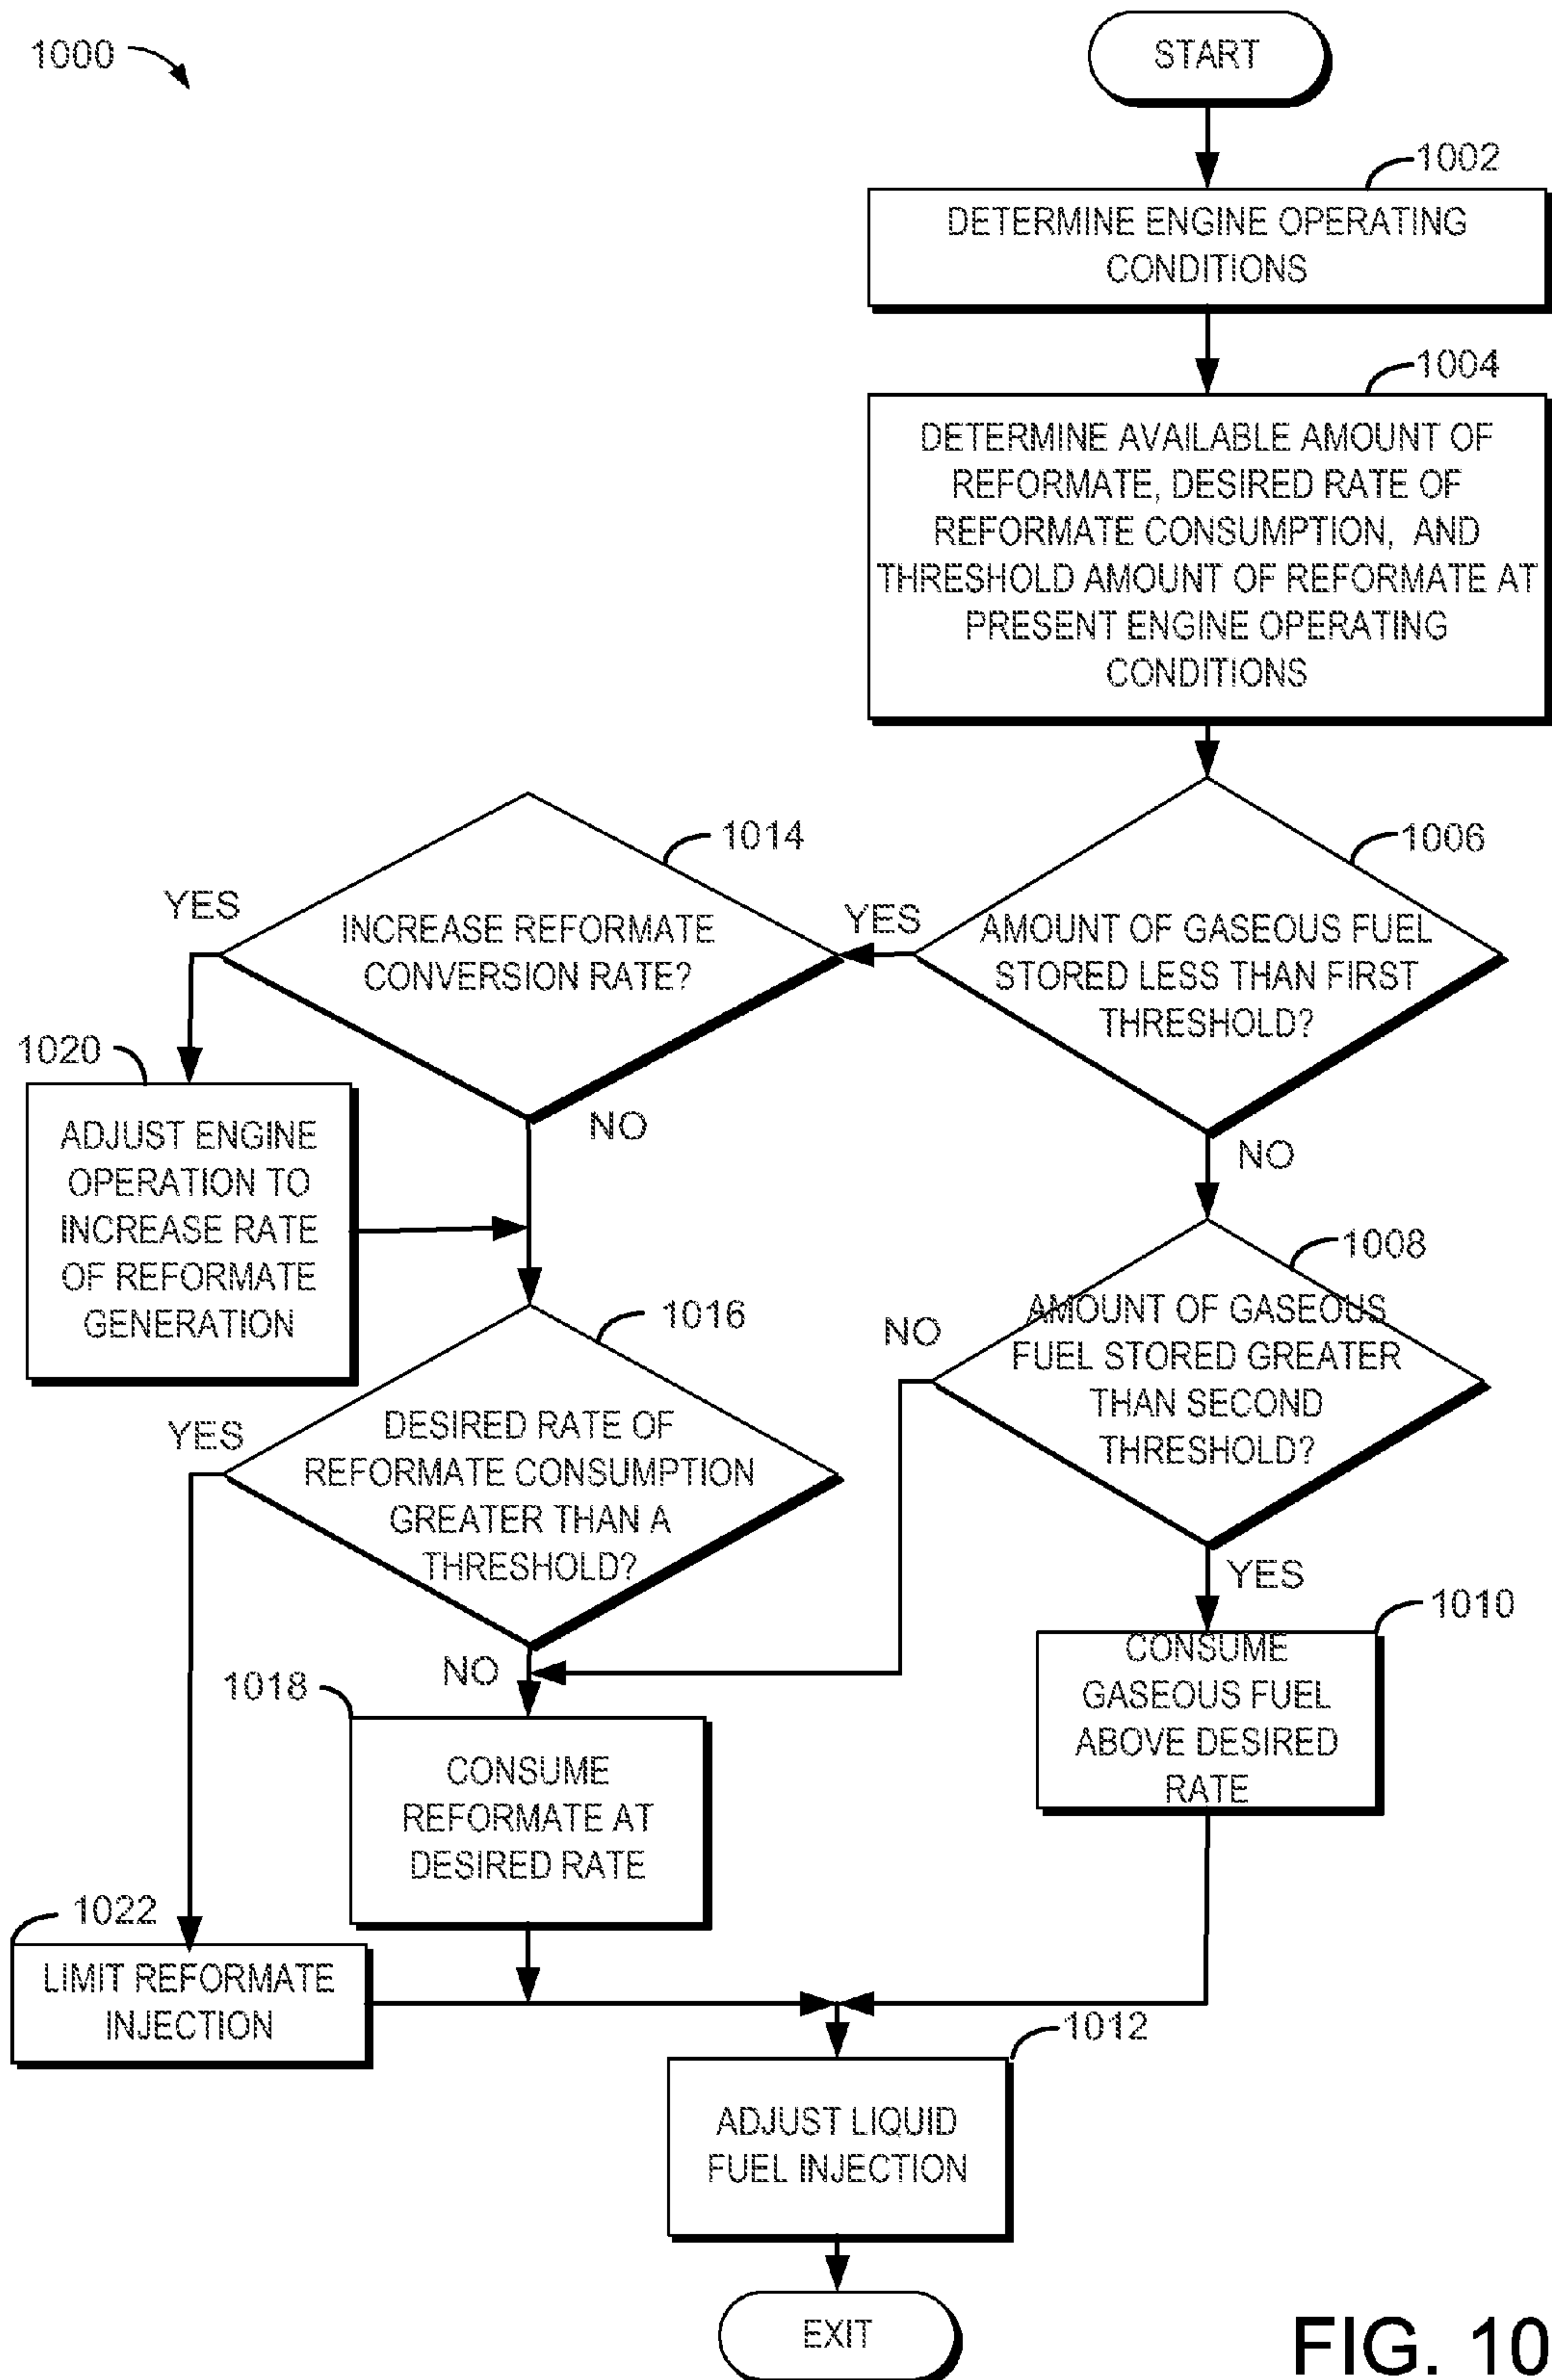 1000
START
1002
DETERMINE ENGINE OPERATING
CONDITIONS
1004
DETERMINE AVAILABLE AMOUNT OF
REFORMATE, DESIRED RATE OF
REFORMATE CONSUMPTION, AND
THRESHOLD AMOUNT OF REFORMATE AT
PRESENT ENGINE OPERATING
CONDITIONS
1006
AMOUNT OF GASEOUS FUEL
STORED LESS THAN FIRST
THRESHOLD?
YES
NO
1014
INCREASE REFORMATE
CONVERSION RATE?
YES
NO
1020
ADJUST ENGINE
OPERATION TO
INCREASE RATE
OF REFORMATE
GENERATION
1008
AMOUNT OF GASEOUS
FUEL STORED GREATER
THAN SECOND
THRESHOLD?
NO
YES
1016
DESIRED RATE OF
REFORMATE CONSUMPTION
GREATER THAN A
THRESHOLD?
YES
NO
1010
CONSUME
GASEOUS FUEL
ABOVE DESIRED
RATE
1018
CONSUME
REFORMATE AT
DESIRED RATE
1022
LIMIT REFORMATE
INJECTION
1012
ADJUST LIQUID
FUEL INJECTION
EXIT
FIG. 10